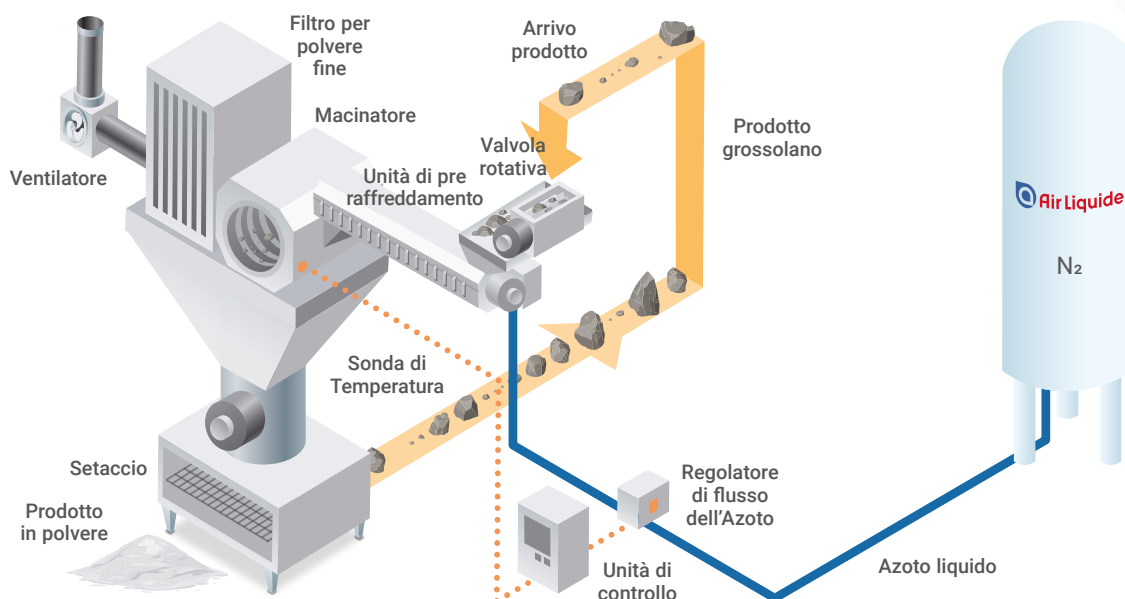 Filtro per
polvere
fine
Arrivo
prodotto
Macinatore
Valvola
rotativa
Prodotto
grossolano
Ventilatore
Unità di pre
raffreddamento
Air Liquide
N₂
Sonda di
Temperatura
Setaccio
Prodotto
in polvere
Regolatore
di flusso
dell'Azoto
Unità di
controllo
Azoto liquido